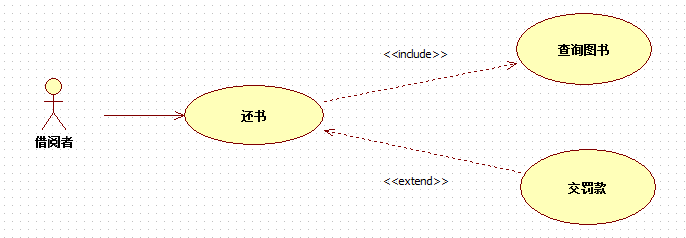 查询图书
<<include>>
还书
借阅者
<<extend>>
交罚款